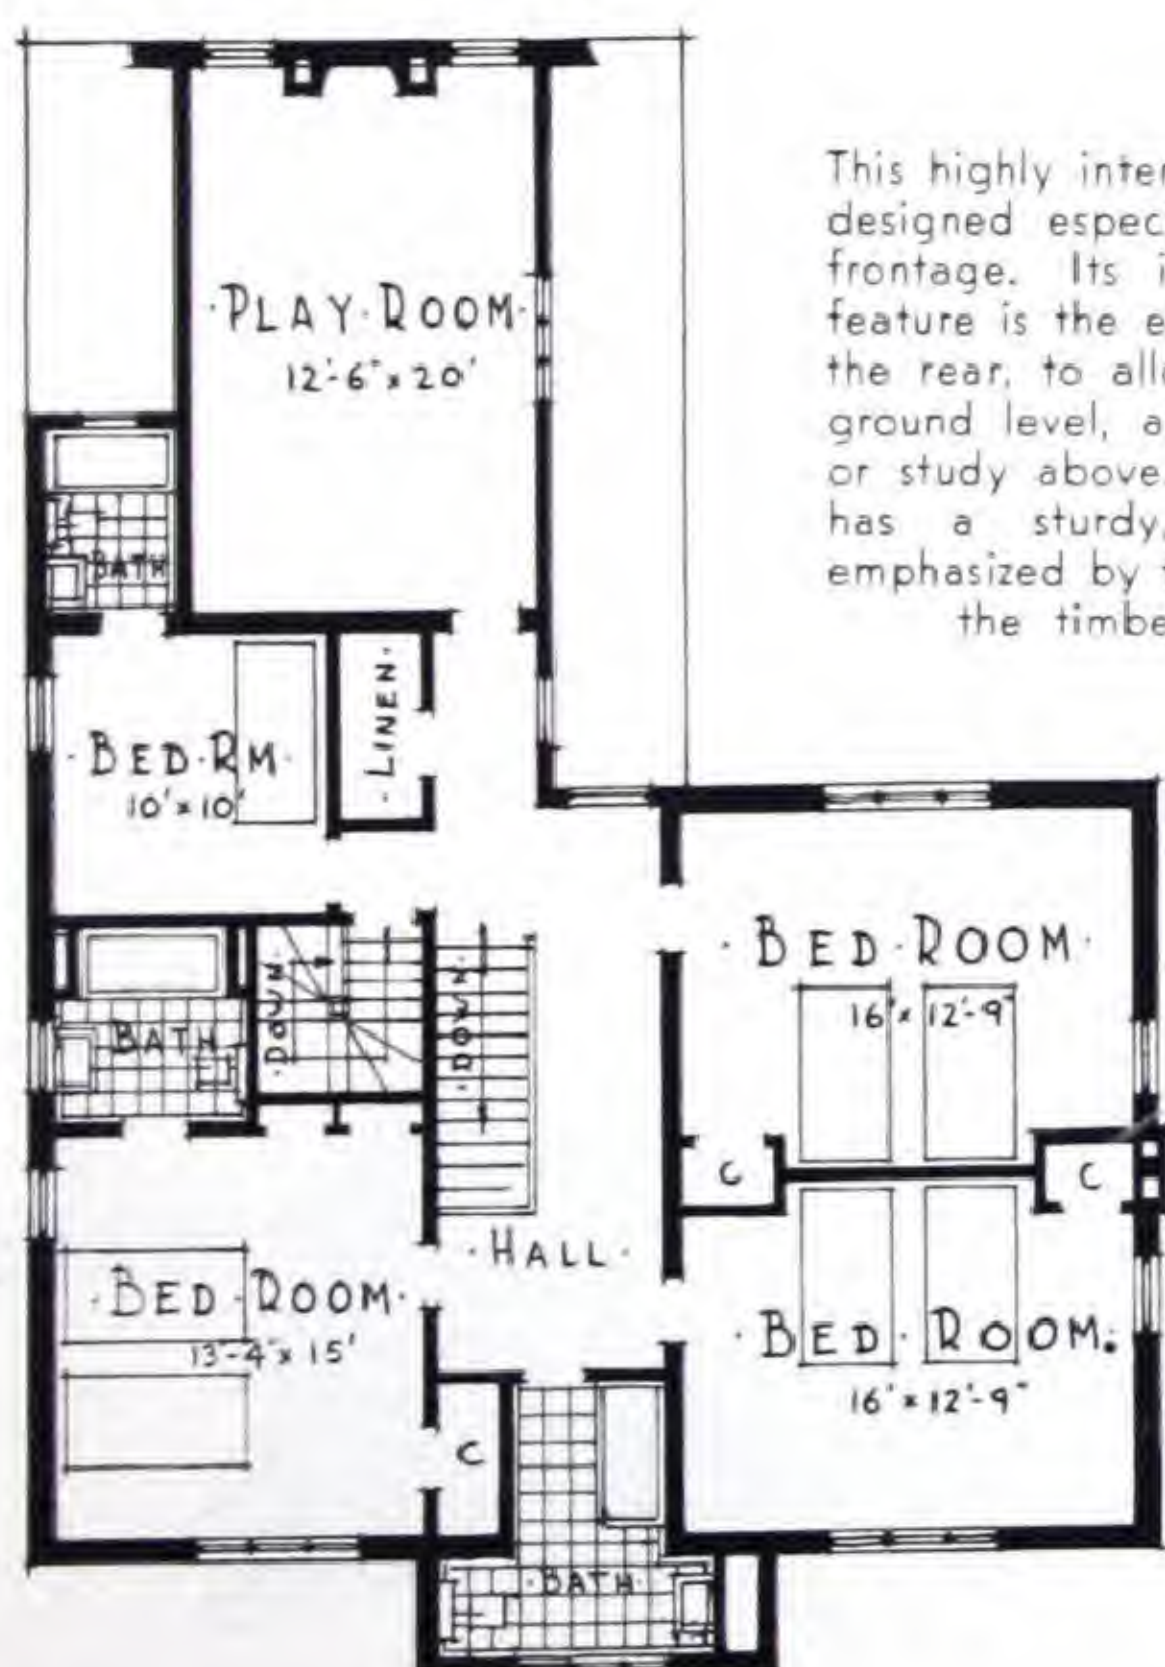 This highly inter
designed espec
frontage. Its i
feature is the e
the rear, to allo
ground level, a
or study above.
has a sturdy,
emphasized by t
the timbe
·PLAY·ROOM·
12'-6"x20'
BATH
·BED·RM·
10'x10'
·LINEN·
·BED·ROOM·
16'x12'-9"
BATH
·DOWN·
·DOWN·
C
C
·HALL·
·BED·ROOM·
13'-4"x15'
·BED·ROOM·
16'x12'-9"
C
·BATH·